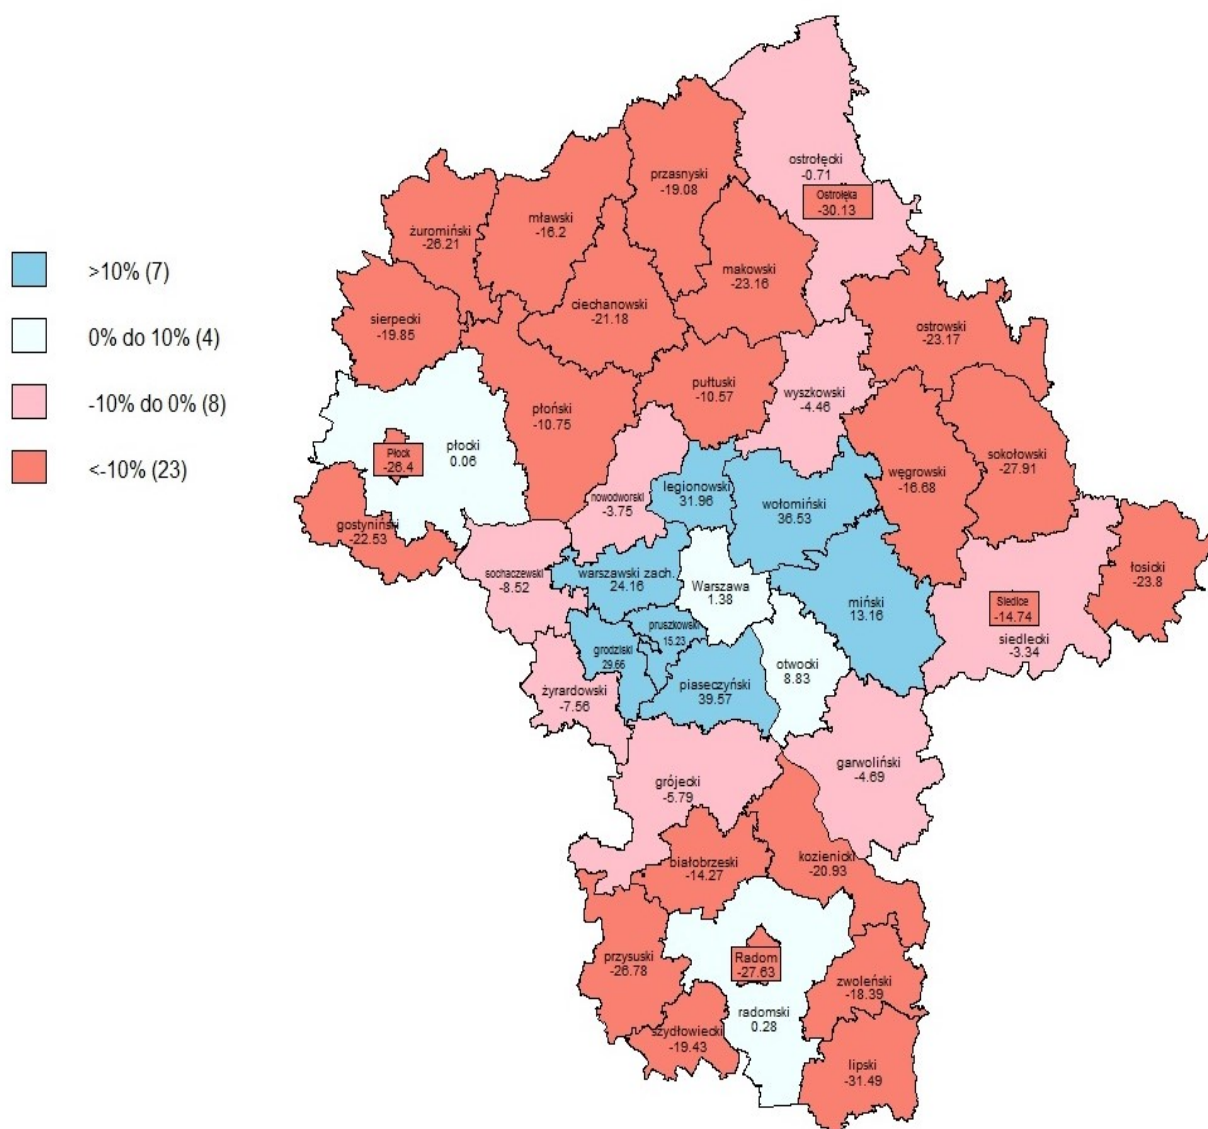 >10% (7)
0% do 10% (4)
-10% do 0% (8)
<-10% (23)
ostrołęcki
-0.71
Ostrołęka
-30.13
przasnyski
-19.08
mławski
-16.2
żuromiński
-26.21
makowski
-23.16
ciechanowski
-21.18
sierpecki
-19.85
ostrowski
-23.17
pułtuski
-10.57
wyszkowski
-4.46
płoński
-10.75
płocki
0.06
Płock
-26.4
sokołowski
-27.91
węgrowski
-16.68
legionowski
31.96
wołomiński
36.53
nowodworski
-3.75
gostyniński
-22.53
sochaczewski
-8.52
warszawski zach.
24.16
Warszawa
1.38
miński
13.16
łosicki
-23.8
Siedlce
-14.74
siedlecki
-3.34
pruszkowski
15.23
grodziski
29.66
otwocki
8.83
żyrardowski
-7.56
piaseczyński
39.57
garwoliński
-4.69
grójecki
-5.79
białobrzeski
-14.27
kozienicki
-20.93
przysuski
-26.78
Radom
-27.63
zwoleński
-18.39
radomski
0.28
szydłowiecki
-19.43
lipski
-31.49